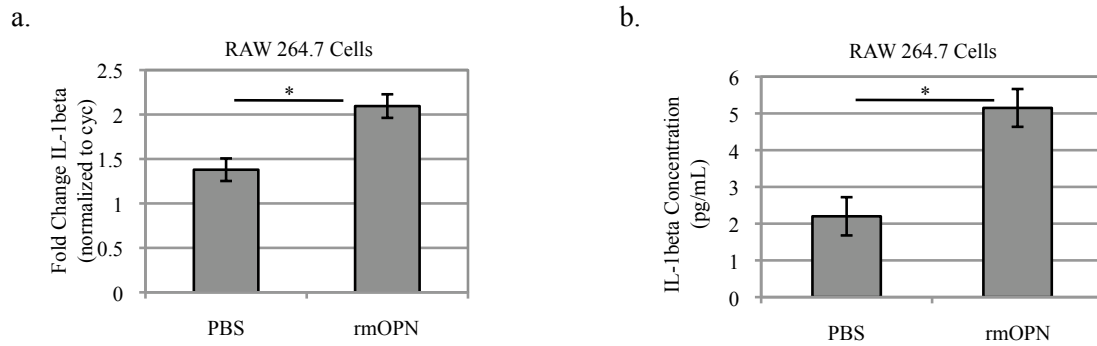 a.
RAW 264.7 Cells
Fold Change IL-1beta
(normalized to cyc)
2.5
2
1.5
1
0.5
0
*
PBS
rmOPN
b.
RAW 264.7 Cells
IL-1beta Concentration
(pg/mL)
6
5
4
3
2
1
0
*
PBS
rmOPN